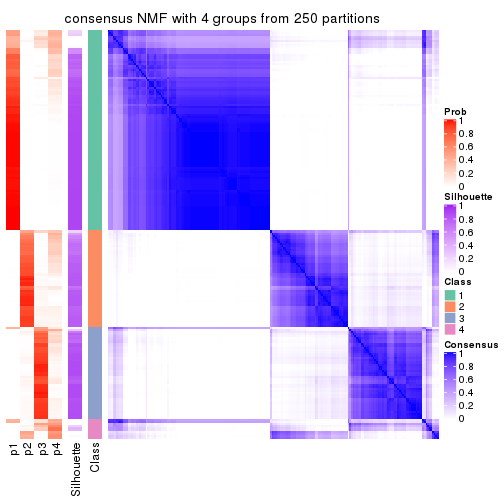 consensus NMF with 4 groups from 250 partitions
Prob
1
0.8
0.6
0.4
0.2
0
Silhouette
1
0.8
0.6
0.4
0.2
0
Class
1
2
3
4
Consensus
1
0.8
0.6
0.4
0.2
0
p1
p2
p3
p4
Silhouette
Class